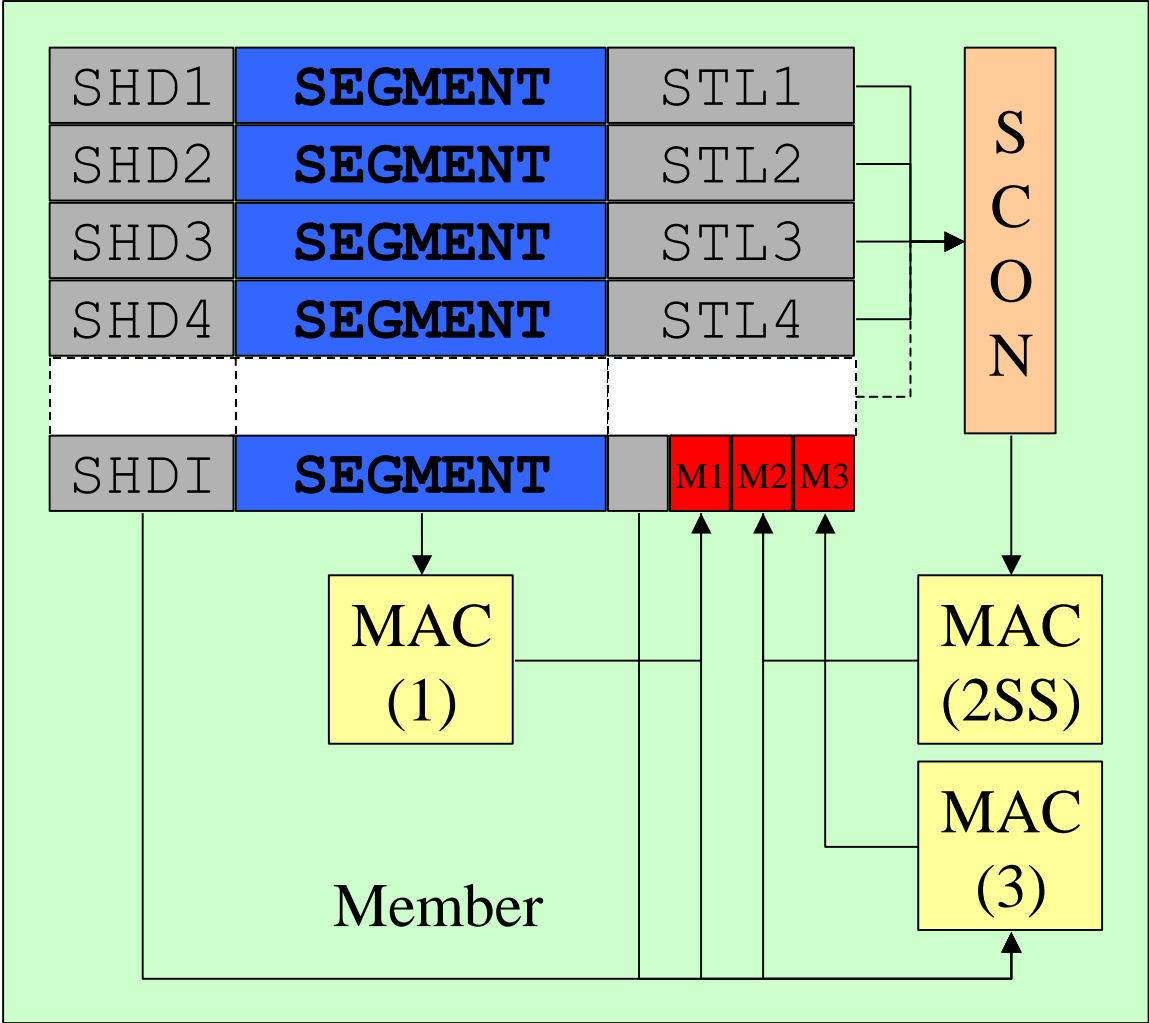 SHD1 SEGMENT STL1
SHD2 SEGMENT STL2
SHD3 SEGMENT STL3
SHD4 SEGMENT STL4
S
C
O
N
SHDI SEGMENT M1 M2 M3
MAC
(1)
MAC
(2SS)
MAC
(3)
Member